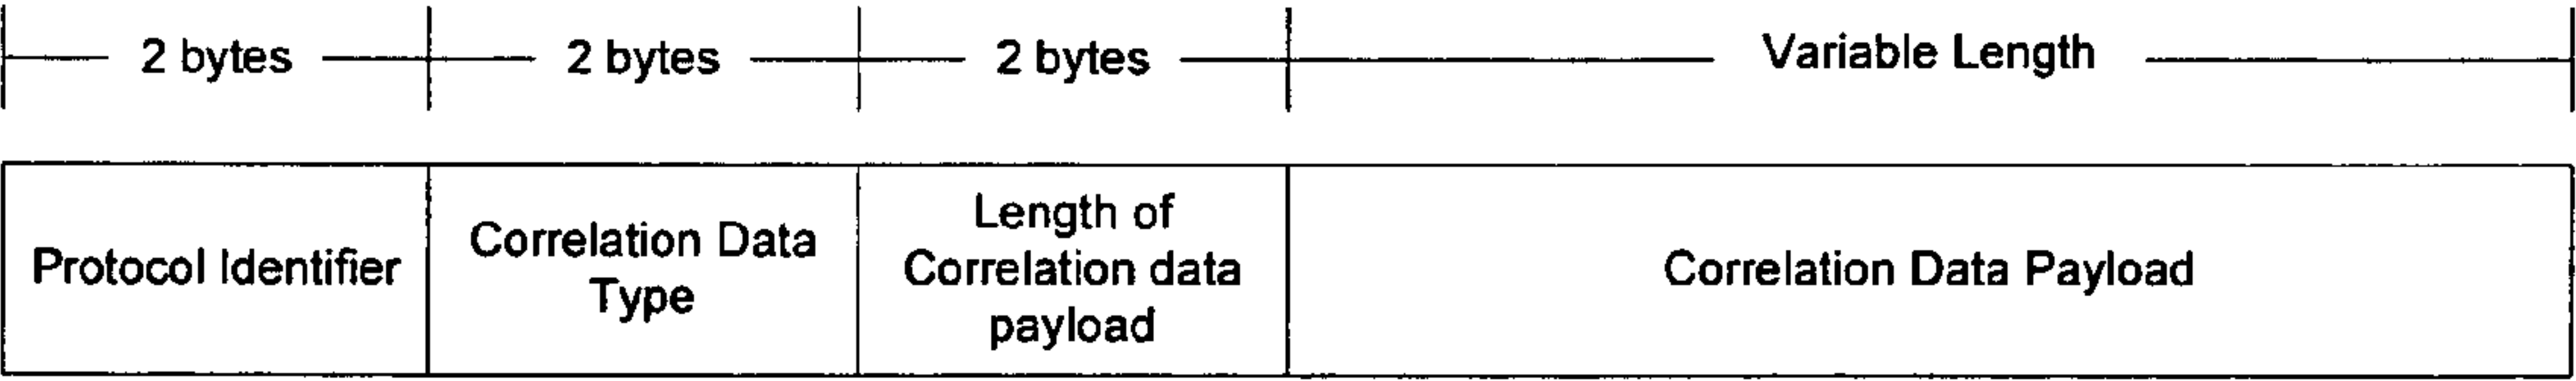 2 bytes
2 bytes
2 bytes
Variable Length
Protocol Identifier
Correlation Data
Type
Length of
Correlation data
payload
Correlation Data Payload